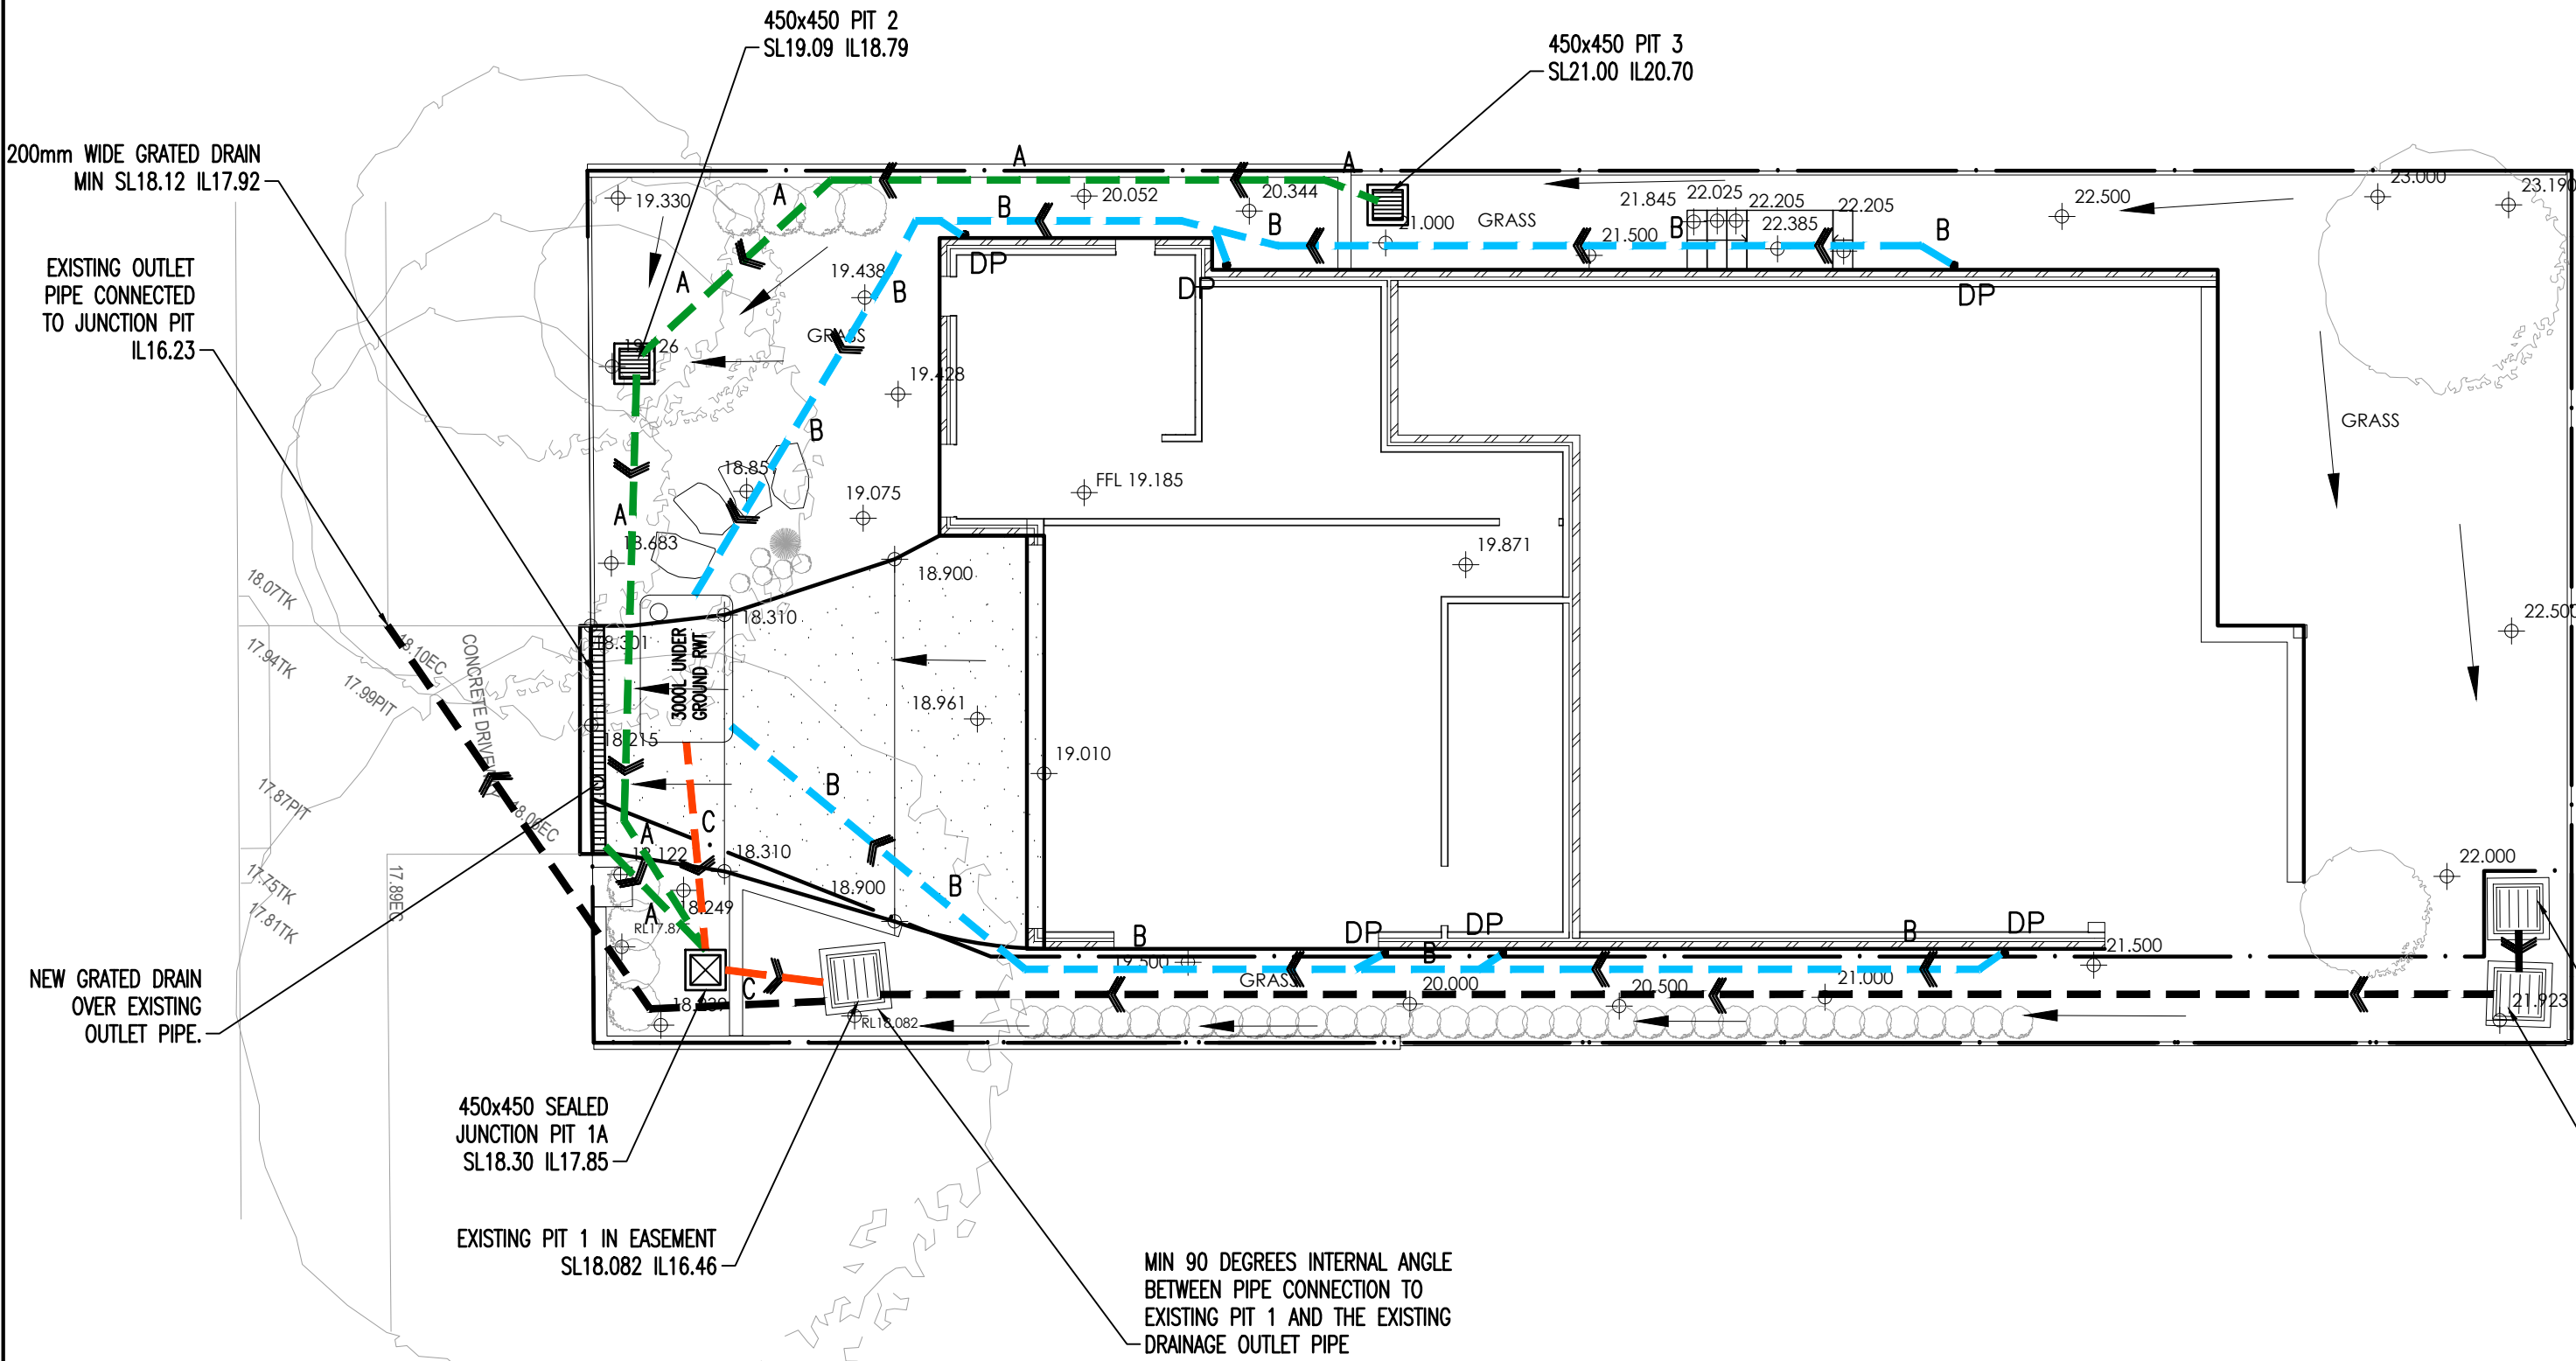 450x450 PIT 2
SL19.09 IL18.79
450x450 PIT 3
SL21.00 IL20.70
200mm WIDE GRATED DRAIN
MIN SL18.12 IL17.92
EXISTING OUTLET
PIPE CONNECTED
TO JUNCTION PIT
IL16.23
A
A
A
A
A
A
A
B
B
B
B
B
B
B
B
B
B
B
B
C
C
DP
DP
DP
DP
DP
DP
19.330
20.052
20.344
21.000
GRASS
21.845
22.025
22.205
22.385
22.205
21.500
22.500
23.000
23.190
19.438
GRASS
19.428
GRASS
18.683
19.075
FFL 19.185
19.871
18.900
18.310
18.301
3000L UNDER
GROUND RWT
18.961
18.215
19.010
22.500
18.07TK
17.94TK
18.10EC
17.99PIT
17.87PIT
18.06EC
17.75TK
17.81TK
17.89EC
18.122
18.310
18.900
18.249
22.000
21.500
19.500
GRASS
20.000
20.500
21.000
21.923
RL18.082
NEW GRATED DRAIN
OVER EXISTING
OUTLET PIPE.
450x450 SEALED
JUNCTION PIT 1A
SL18.30 IL17.85
EXISTING PIT 1 IN EASEMENT
SL18.082 IL16.46
MIN 90 DEGREES INTERNAL ANGLE
BETWEEN PIPE CONNECTION TO
EXISTING PIT 1 AND THE EXISTING
DRAINAGE OUTLET PIPE